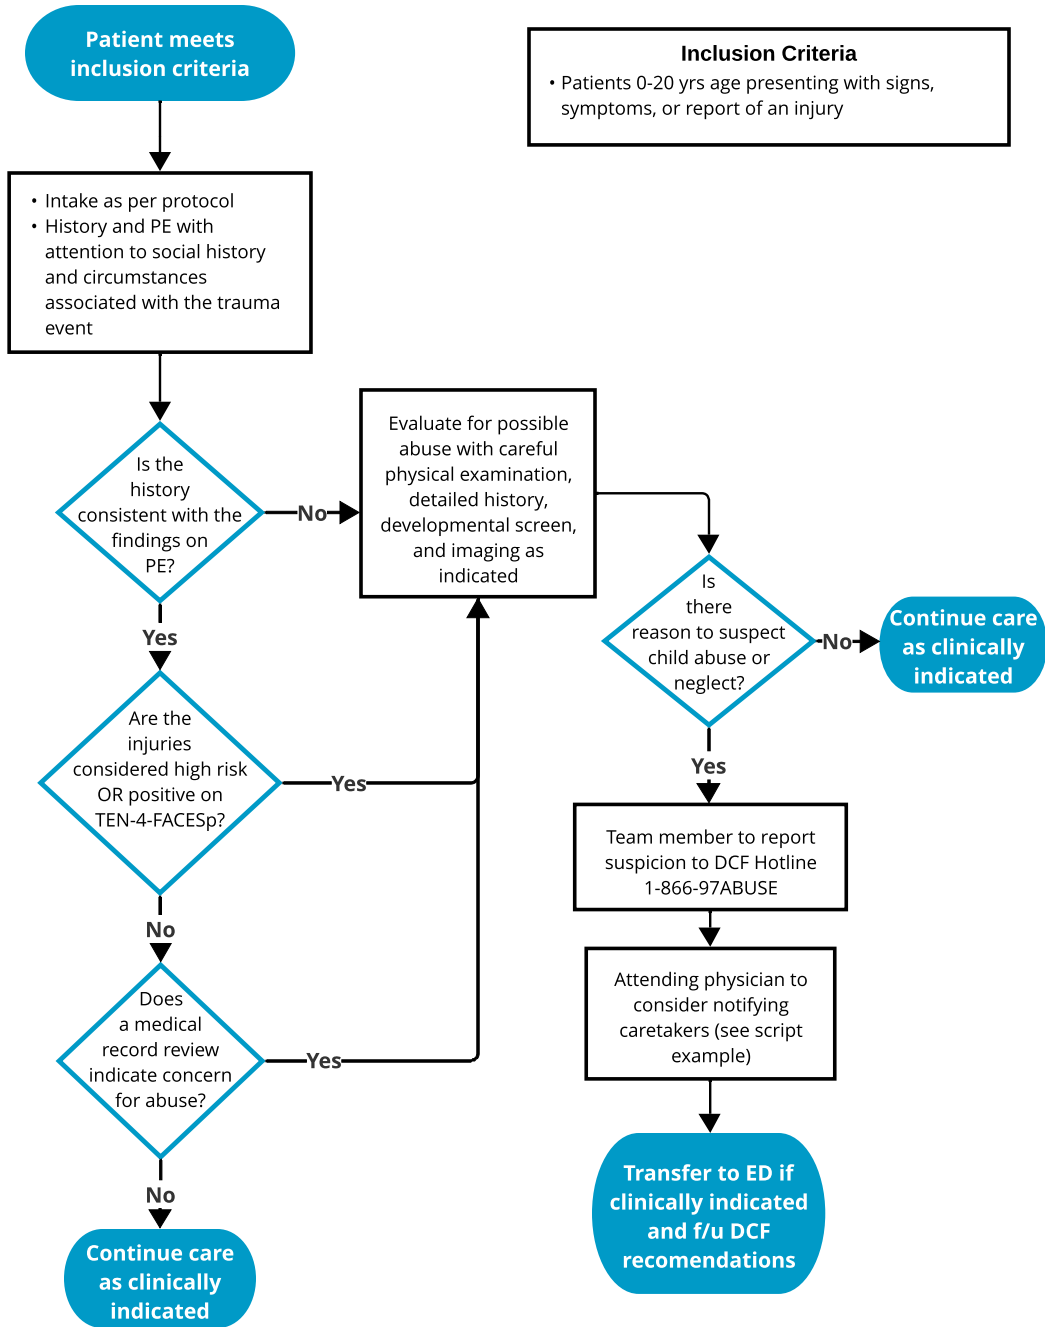 Patient meets
inclusion criteria
Inclusion Criteria
• Patients 0-20 yrs age presenting with signs,
symptoms, or report of an injury
• Intake as per protocol
• History and PE with
attention to social history
and circumstances
associated with the trauma
event
Is the
history
consistent with the
findings on
PE?
No
Yes
Evaluate for possible
abuse with careful
physical examination,
detailed history,
developmental screen,
and imaging as
indicated
Are the
injuries
considered high risk
OR positive on
TEN-4-FACESp?
Yes
No
Does
a medical
record review
indicate concern
for abuse?
Yes
No
Continue care
as clinically
indicated
Is
there
reason to suspect
child abuse or
neglect?
No
Continue care
as clinically
indicated
Yes
Team member to report
suspicion to DCF Hotline
1-866-97ABUSE
Attending physician to
consider notifying
caretakers (see script
example)
Transfer to ED if
clinically indicated
and f/u DCF
recomendations